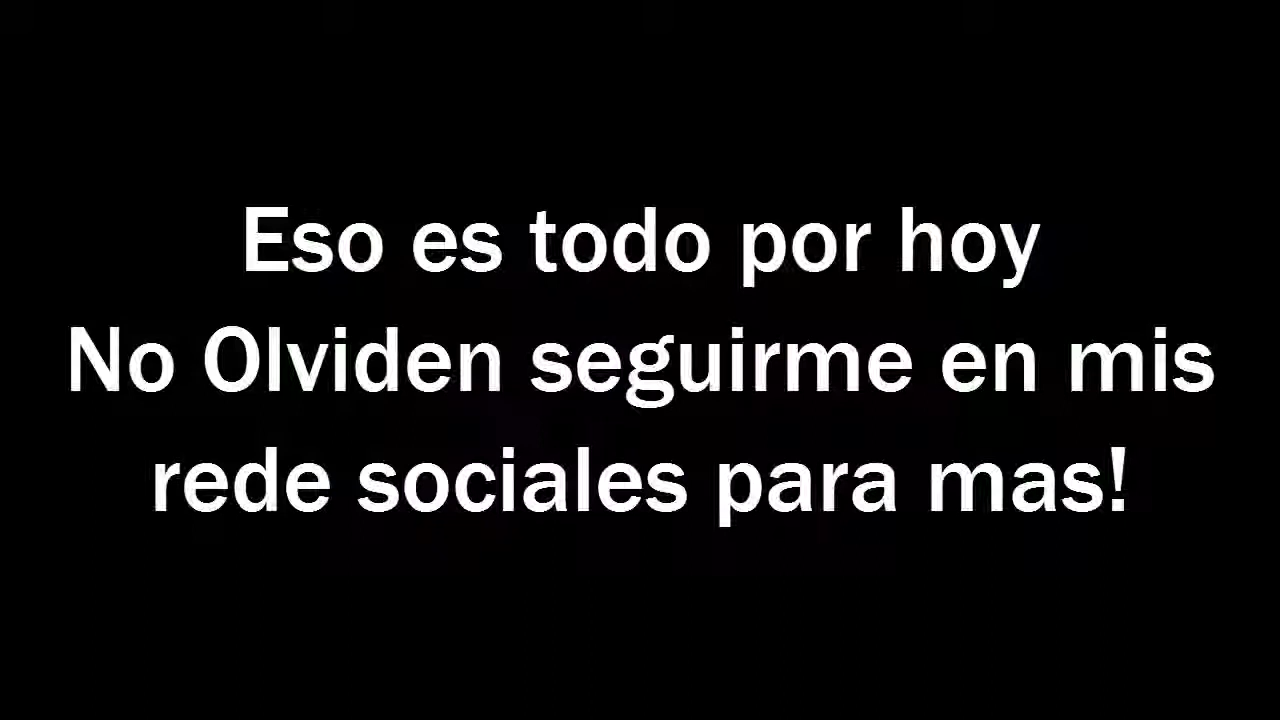 Eso es todo por hoy
No Olviden seguirme en mis
rede sociales para mas!